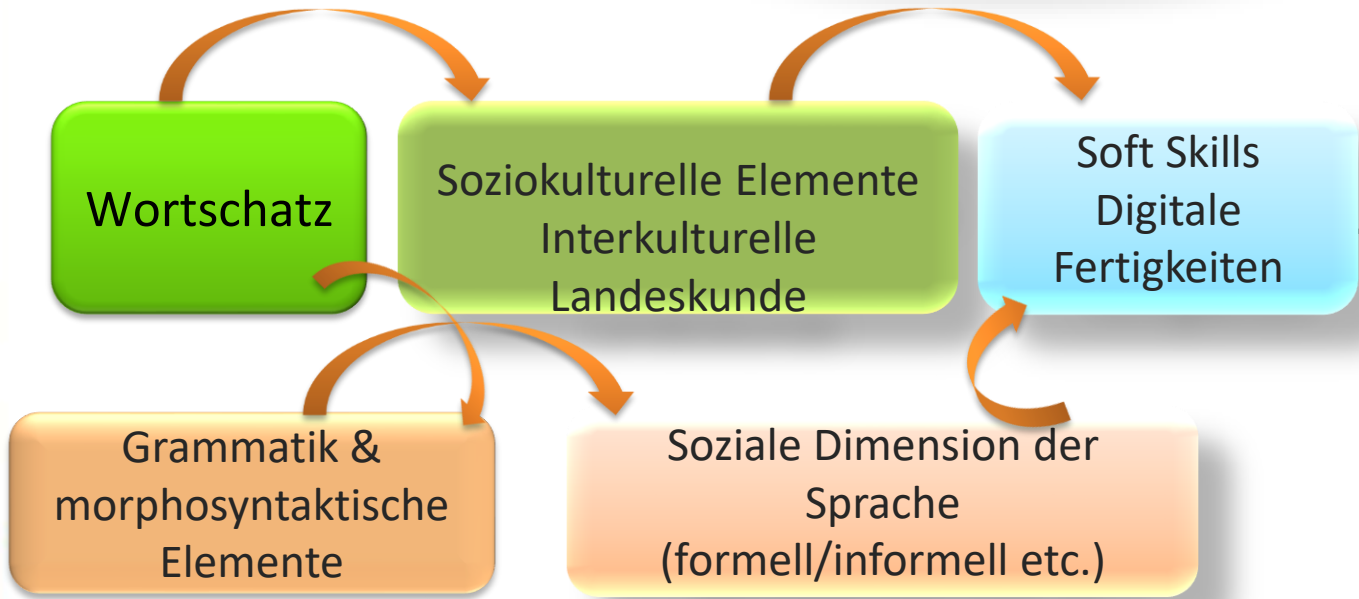 Wortschatz
Soziokulturelle Elemente
Interkulturelle
Landeskunde
Soft Skills
Digitale
Fertigkeiten
Grammatik &
morphosyntaktische
Elemente
Soziale Dimension der
Sprache
(formell/informell etc.)